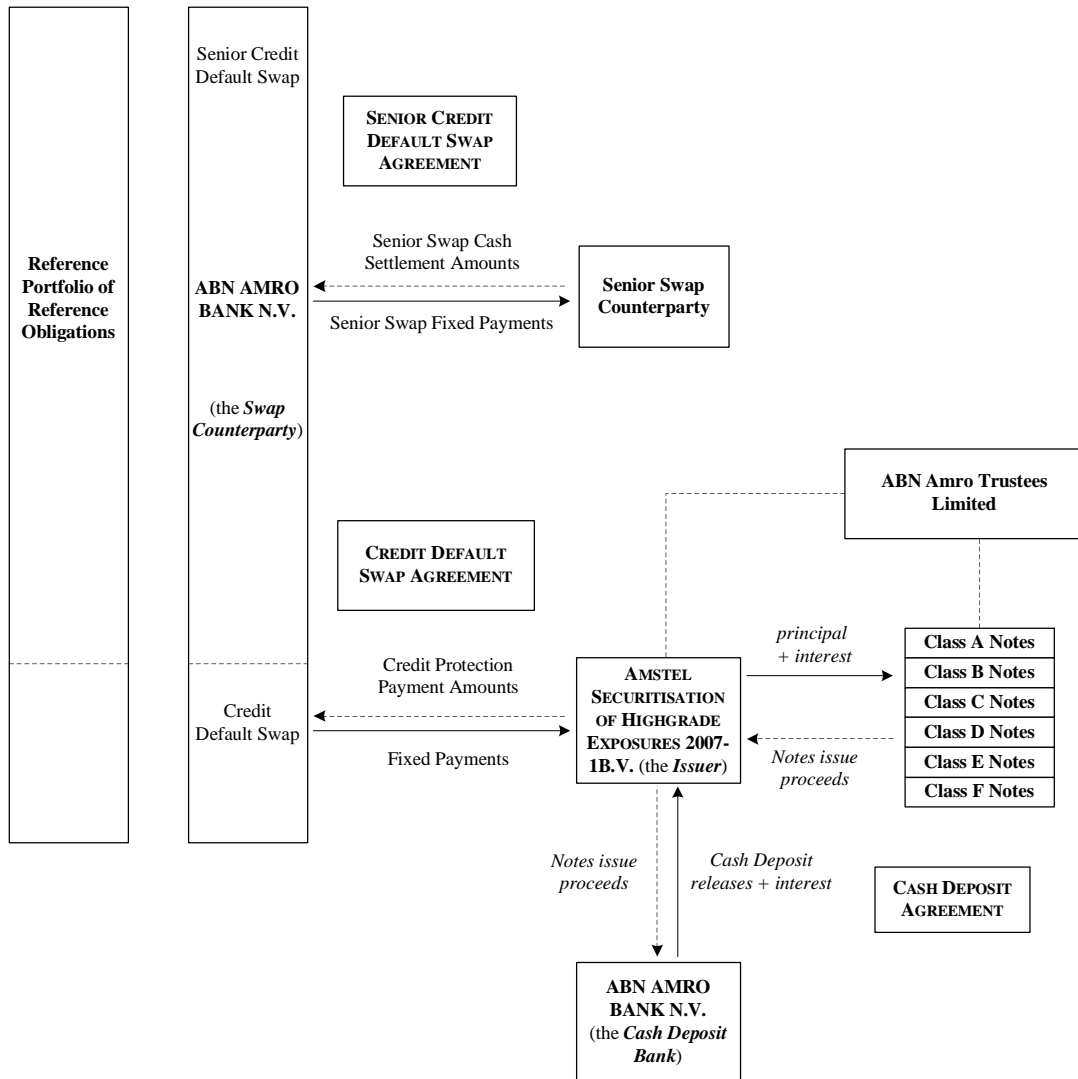 Senior Credit
Default Swap
SENIOR CREDIT
DEFAULT SWAP
AGREEMENT
Reference
Portfolio of
Reference
Obligations
ABN AMRO
BANK N.V.
Senior Swap Cash
Settlement Amounts
Senior Swap Fixed Payments
Senior Swap
Counterparty
(the Swap
Counterparty)
ABN Amro Trustees
Limited
CREDIT DEFAULT
SWAP AGREEMENT
Credit
Default Swap
Credit Protection
Payment Amounts
Fixed Payments
AMSTEL
SECURITISATION
OF HIGHGRADE
EXPOSURES 2007-
1B.V. (the Issuer)
principal
+ interest
Notes issue
proceeds
Class A Notes
Class B Notes
Class C Notes
Class D Notes
Class E Notes
Class F Notes
Notes issue
proceeds
Cash Deposit
releases + interest
CASH DEPOSIT
AGREEMENT
ABN AMRO
BANK N.V.
(the Cash Deposit
Bank)